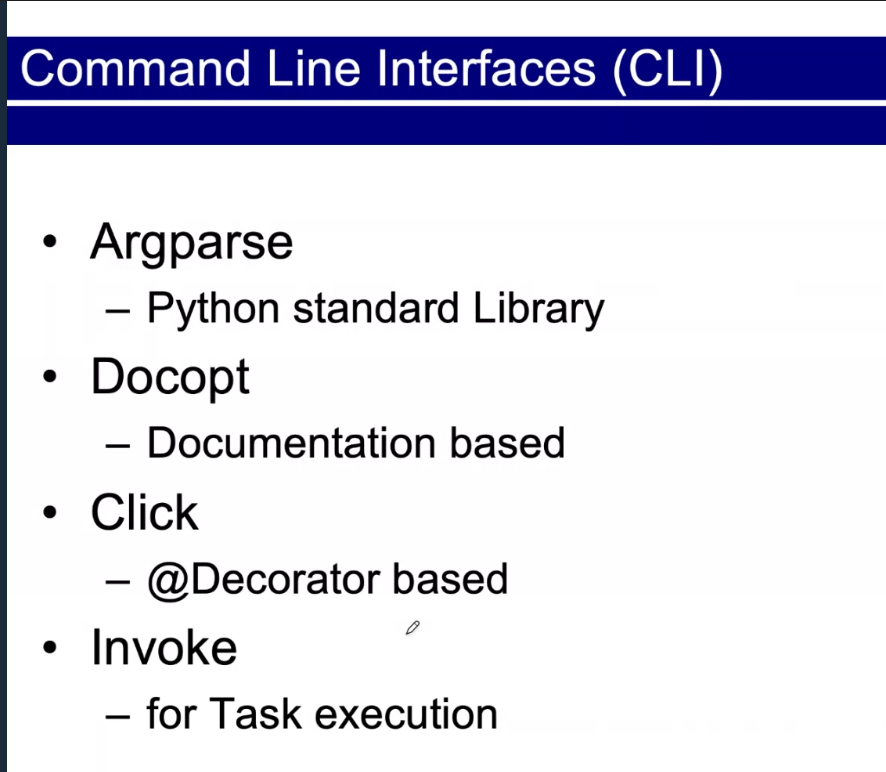 Command Line Interfaces (CLI)
• Argparse
– Python standard Library
• Docopt
– Documentation based
• Click
– @Decorator based
• Invoke
– for Task execution